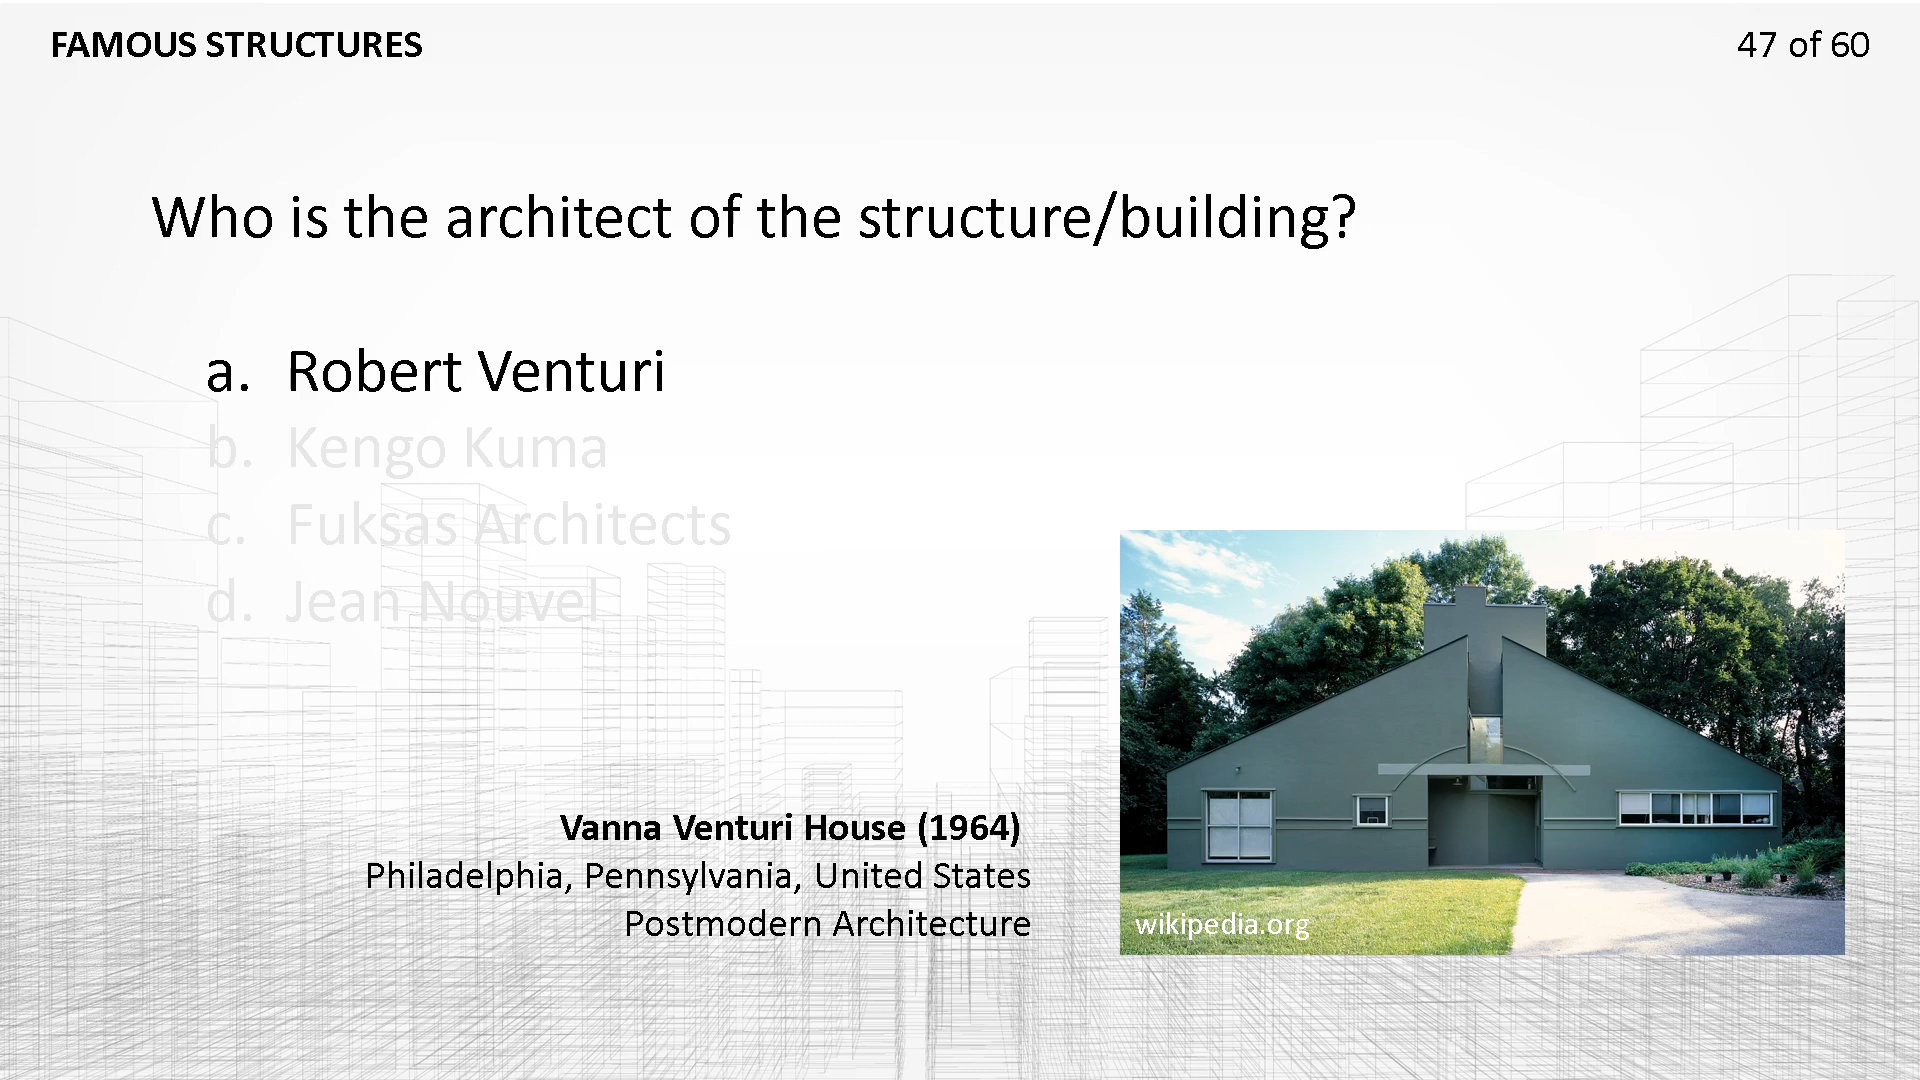 FAMOUS STRUCTURES
47 of 60
Who is the architect of the structure/building?
a. Robert Venturi
b. Kengo Kuma
c. Fuksas Architects
d. Jean Nouvel
Vanna Venturi House (1964)
Philadelphia, Pennsylvania, United States
Postmodern Architecture
wikipedia.org